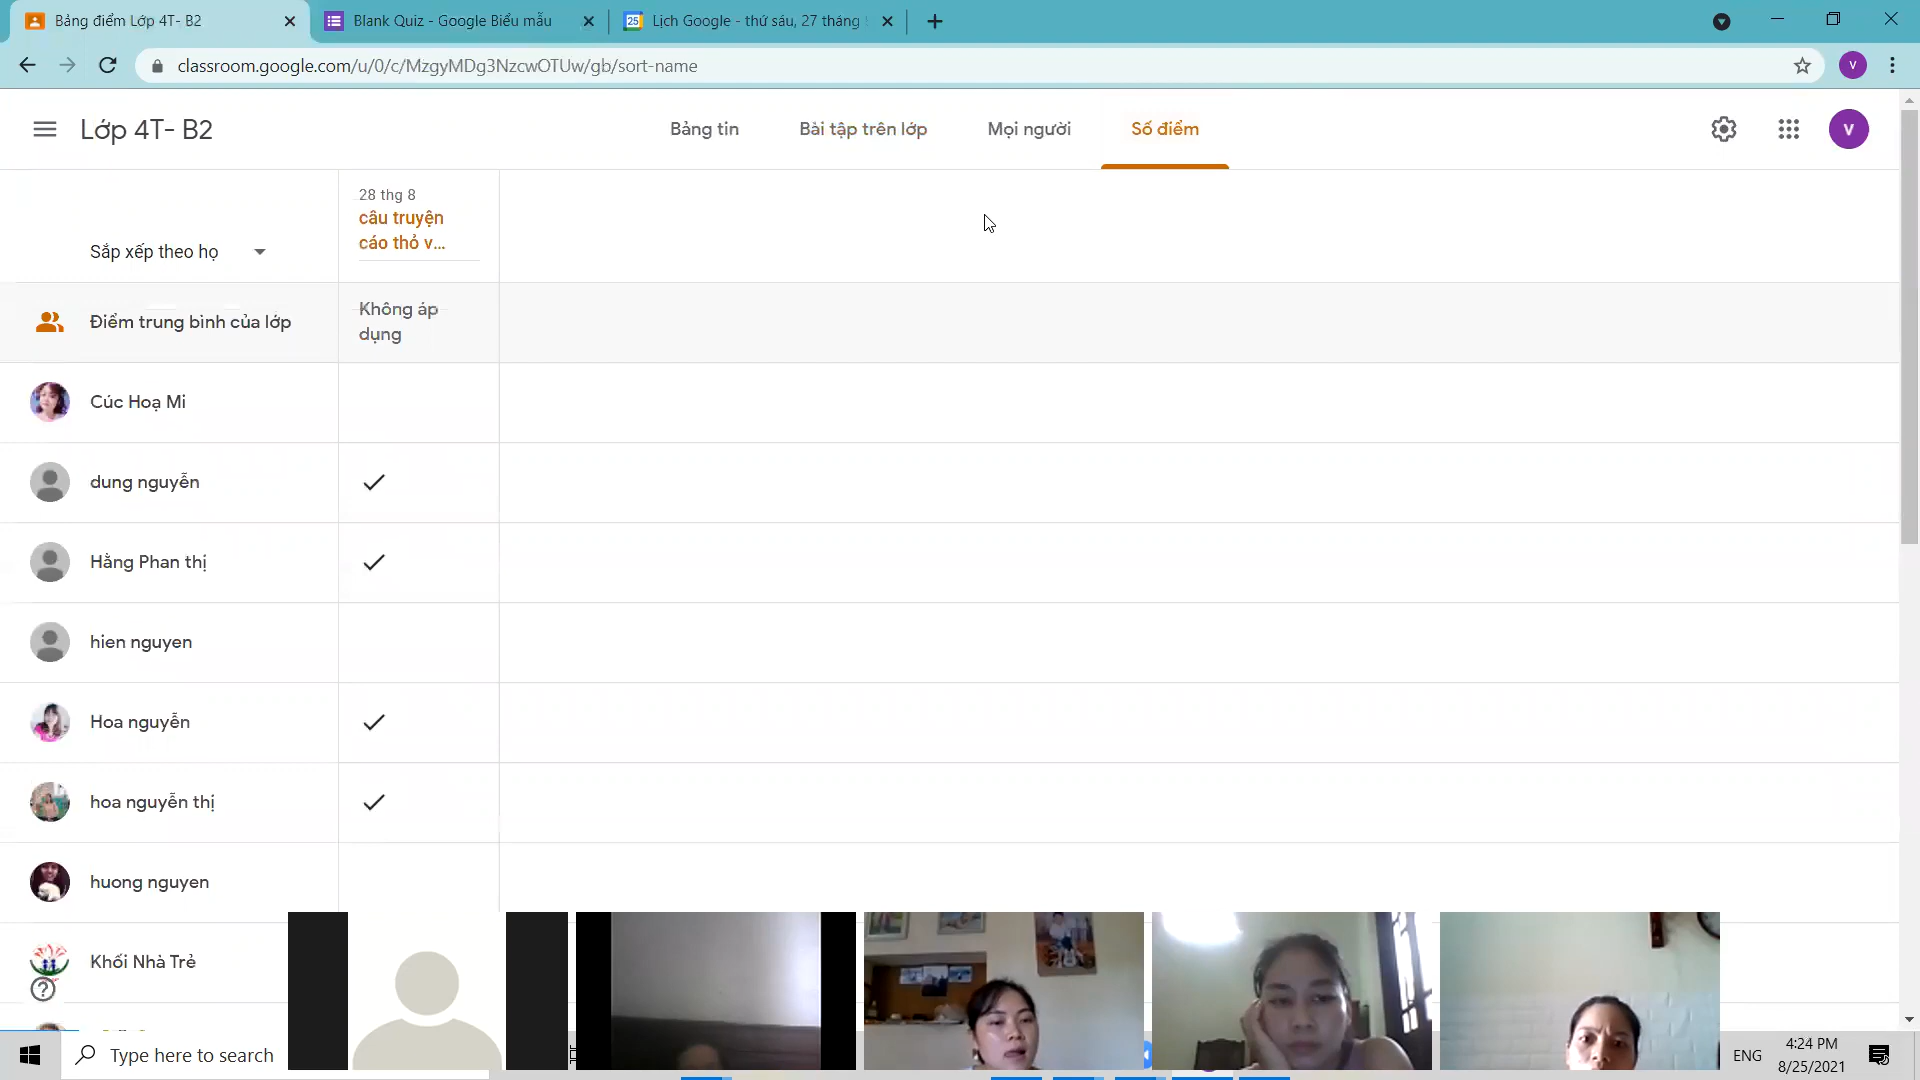 Bảng điểm Lớp 4T- B2
Blank Quiz - Google Biểu mẫu
Lịch Google - thứ sáu, 27 tháng
classroom.google.com/u/0/c/MzgyMDg3NzcwOTUw/gb/sort-name
V
Lớp 4T- B2
Bảng tin
Bài tập trên lớp
Mọi người
Số điểm
V
28 thg 8
câu truyện
cáo thỏ v...
Sắp xếp theo họ
Điểm trung bình của lớp
Không áp
dụng
Cúc Hoạ Mi
dung nguyễn
Hằng Phan thị
hien nguyen
Hoa nguyễn
hoa nguyễn thị
huong nguyen
Khối Nhà Trẻ
Type here to search
ENG
4:24 PM
8/25/2021